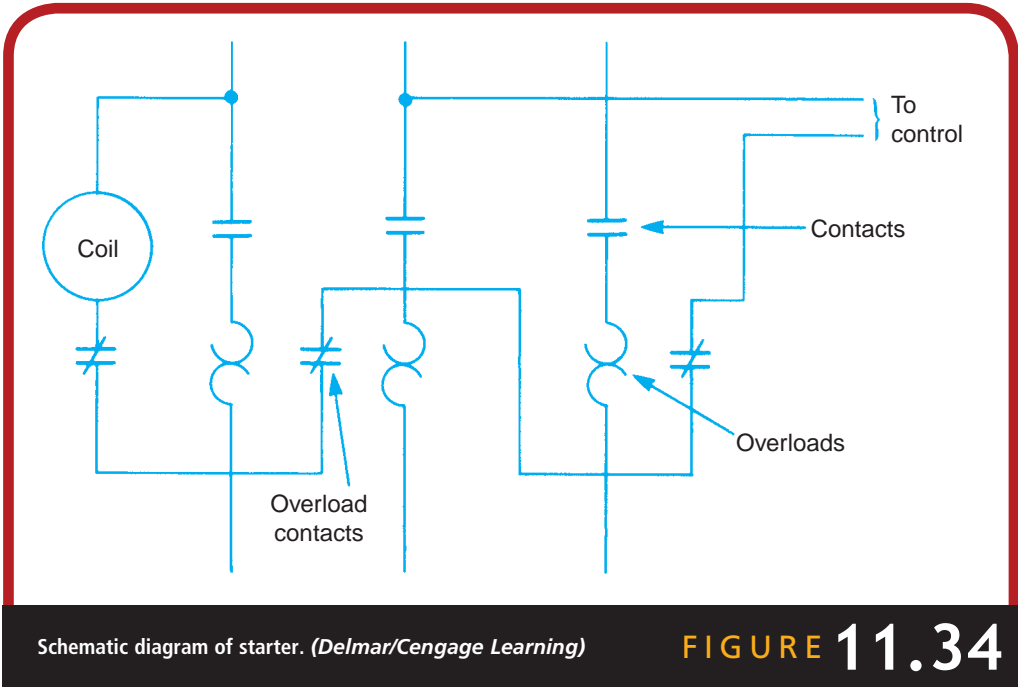 To
control
Contacts
Coil
Overloads
Overload
contacts
Schematic diagram of starter. (Delmar/Cengage Learning)
FIGURE 11.34